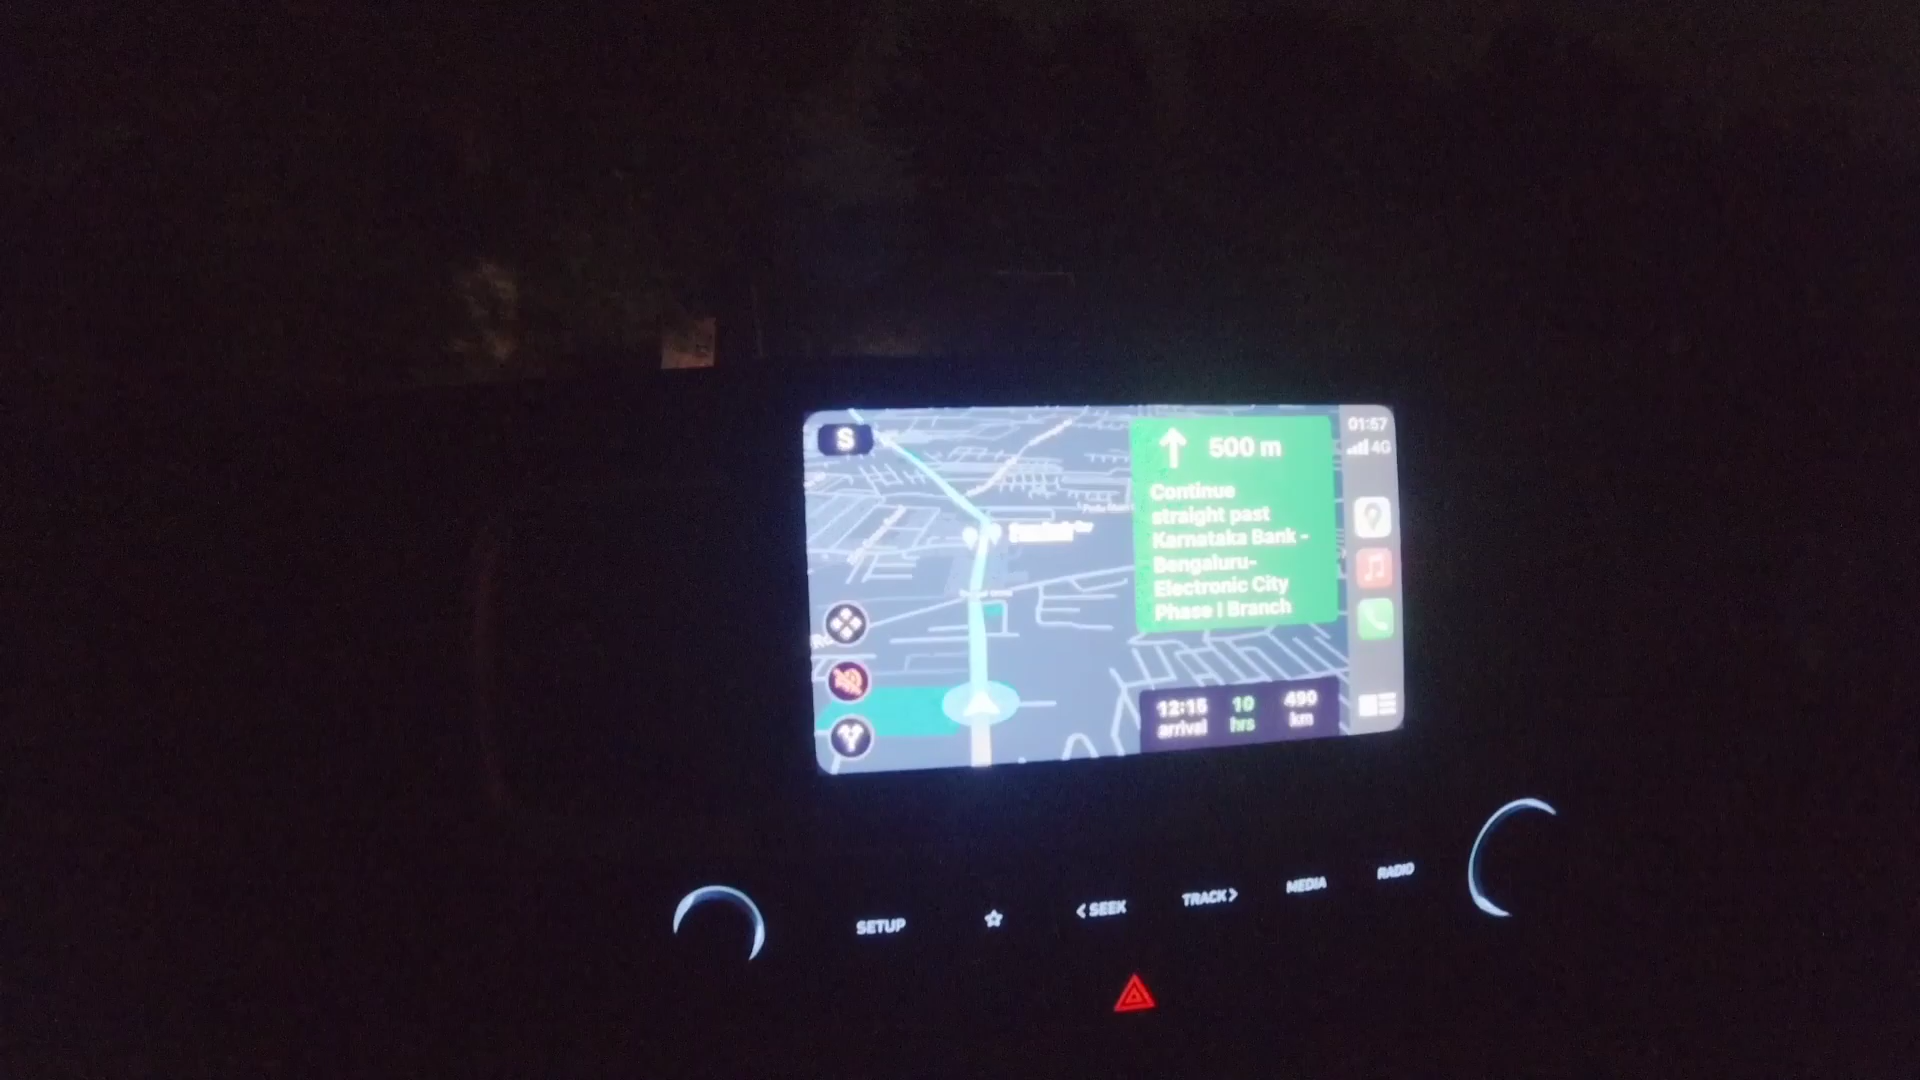 S
500 m
Continue
straight past
Karnataka Bank -
Bengaluru-
Electronic City
Phase I Branch
01:57
4G
12:15 10 490
arrival hrs km
SETUP
< SEEK
TRACK >
MEDIA
RADIO